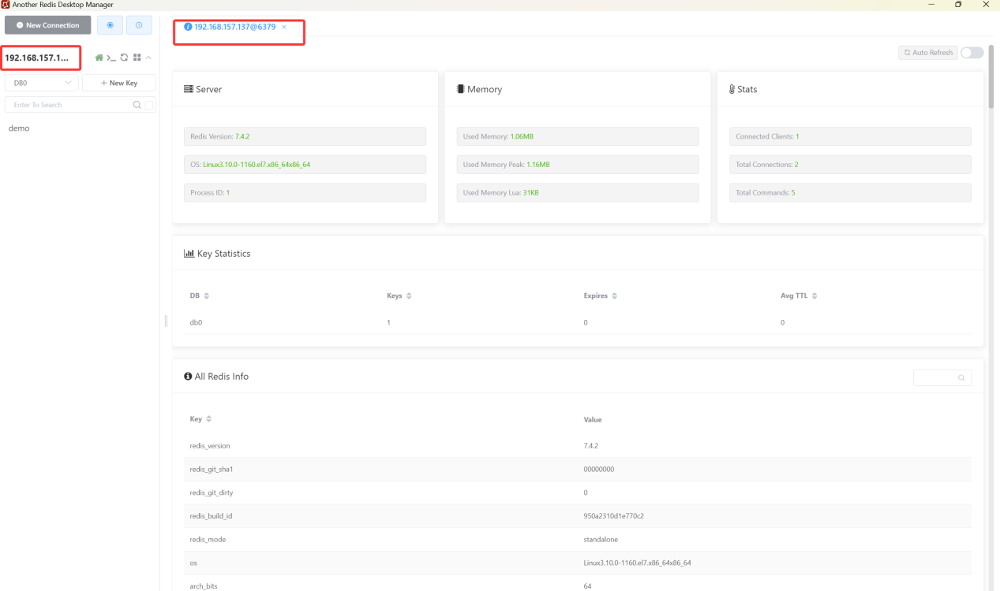 Another Redis Desktop Manager
New Connection
192.168.157.137@6379
192.168.157.1...
Auto Refresh
DB0
New Key
Enter To Search
demo
Server
Redis Version: 7.4.2
OS: Linux3.10.0-1160.el7.x86_64x86_64
Process ID: 1
Memory
Used Memory: 1.06MB
Used Memory Peak: 1.16MB
Used Memory Lua: 31KB
Stats
Connected Clients: 1
Total Connections: 2
Total Commands: 5
Key Statistics
DB Keys Expires Avg TTL
db0 1 0 0
All Redis Info
Key Value
redis_version 7.4.2
redis_git_sha1 00000000
redis_git_dirty 0
redis_build_id 950a2310d1e770c2
redis_mode standalone
os Linux3.10.0-1160.el7.x86_64x86_64
arch_bits 64